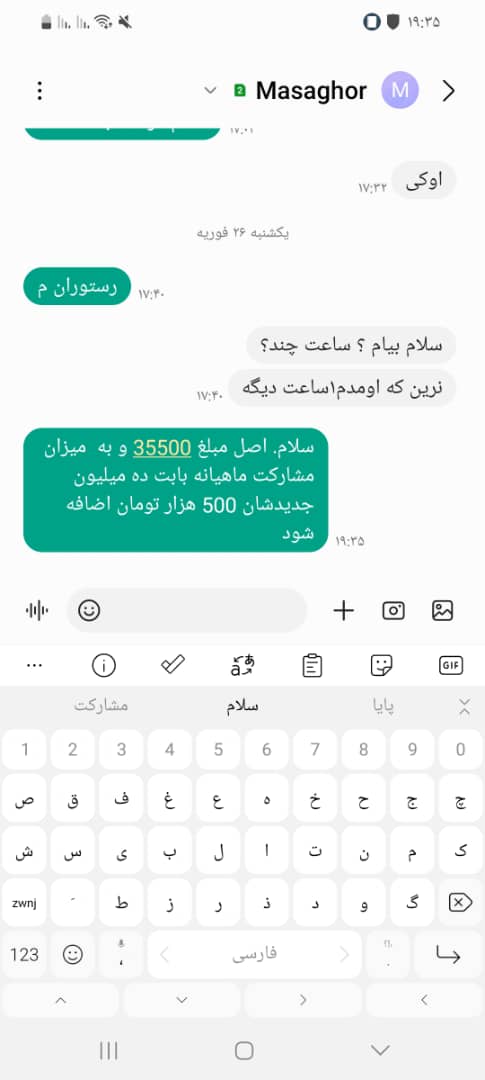 ۱۹:۳۵
Masaghor
M
2
اوکی
۱۷:۳۲
یکشنبه ۲۶ فوریه
رستوران م
۱۷:۴۰
سلام بیام ؟ ساعت چند؟
نرین که اومدم۱ساعت دیگه
۱۷:۴۰
سلام. اصل مبلغ 35500 و به میزان
مشارکت ماهیانه بابت ده میلیون
جدیدشان 500 هزار تومان اضافه
شود
۱۹:۳۵
GIF
مشارکت سلام پایا
1 2 3 4 5 6 7 8 9 0
ص ق ف غ ع ه خ ح ج چ
ش س ی ب ل ا ت ن م ک
zwnj ط ژ ر ذ د و گ
123 فارسی